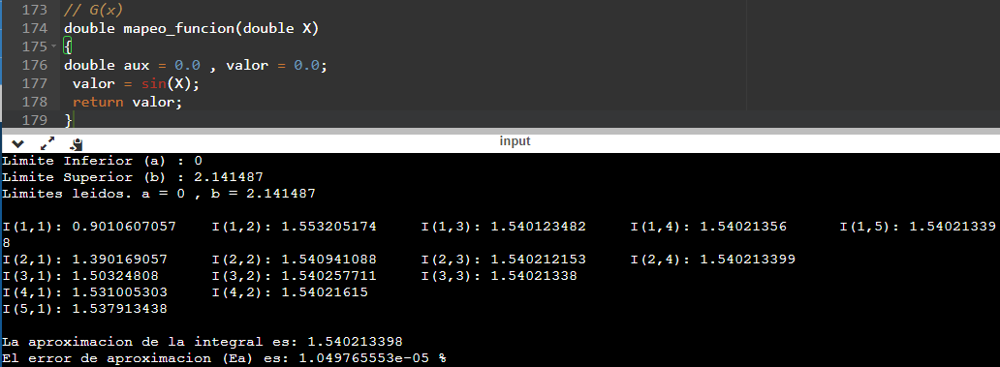 173 // G(x)
174 double mapeo_funcion(double X)
175 {
176 double aux = 0.0 , valor = 0.0;
177 valor = sin(X);
178 return valor;
179 }
input
Limite Inferior (a) : 0
Limite Superior (b) : 2.141487
Limites leidos. a = 0 , b = 2.141487
I(1,1): 0.9010607057 I(1,2): 1.553205174 I(1,3): 1.540123482 I(1,4): 1.54021356 I(1,5): 1.54021339
8
I(2,1): 1.390169057 I(2,2): 1.540941088 I(2,3): 1.540212153 I(2,4): 1.540213399
I(3,1): 1.50324808 I(3,2): 1.540257711 I(3,3): 1.54021338
I(4,1): 1.531005303 I(4,2): 1.54021615
I(5,1): 1.537913438
La aproximacion de la integral es: 1.540213398
El error de aproximacion (Ea) es: 1.049765553e-05 %